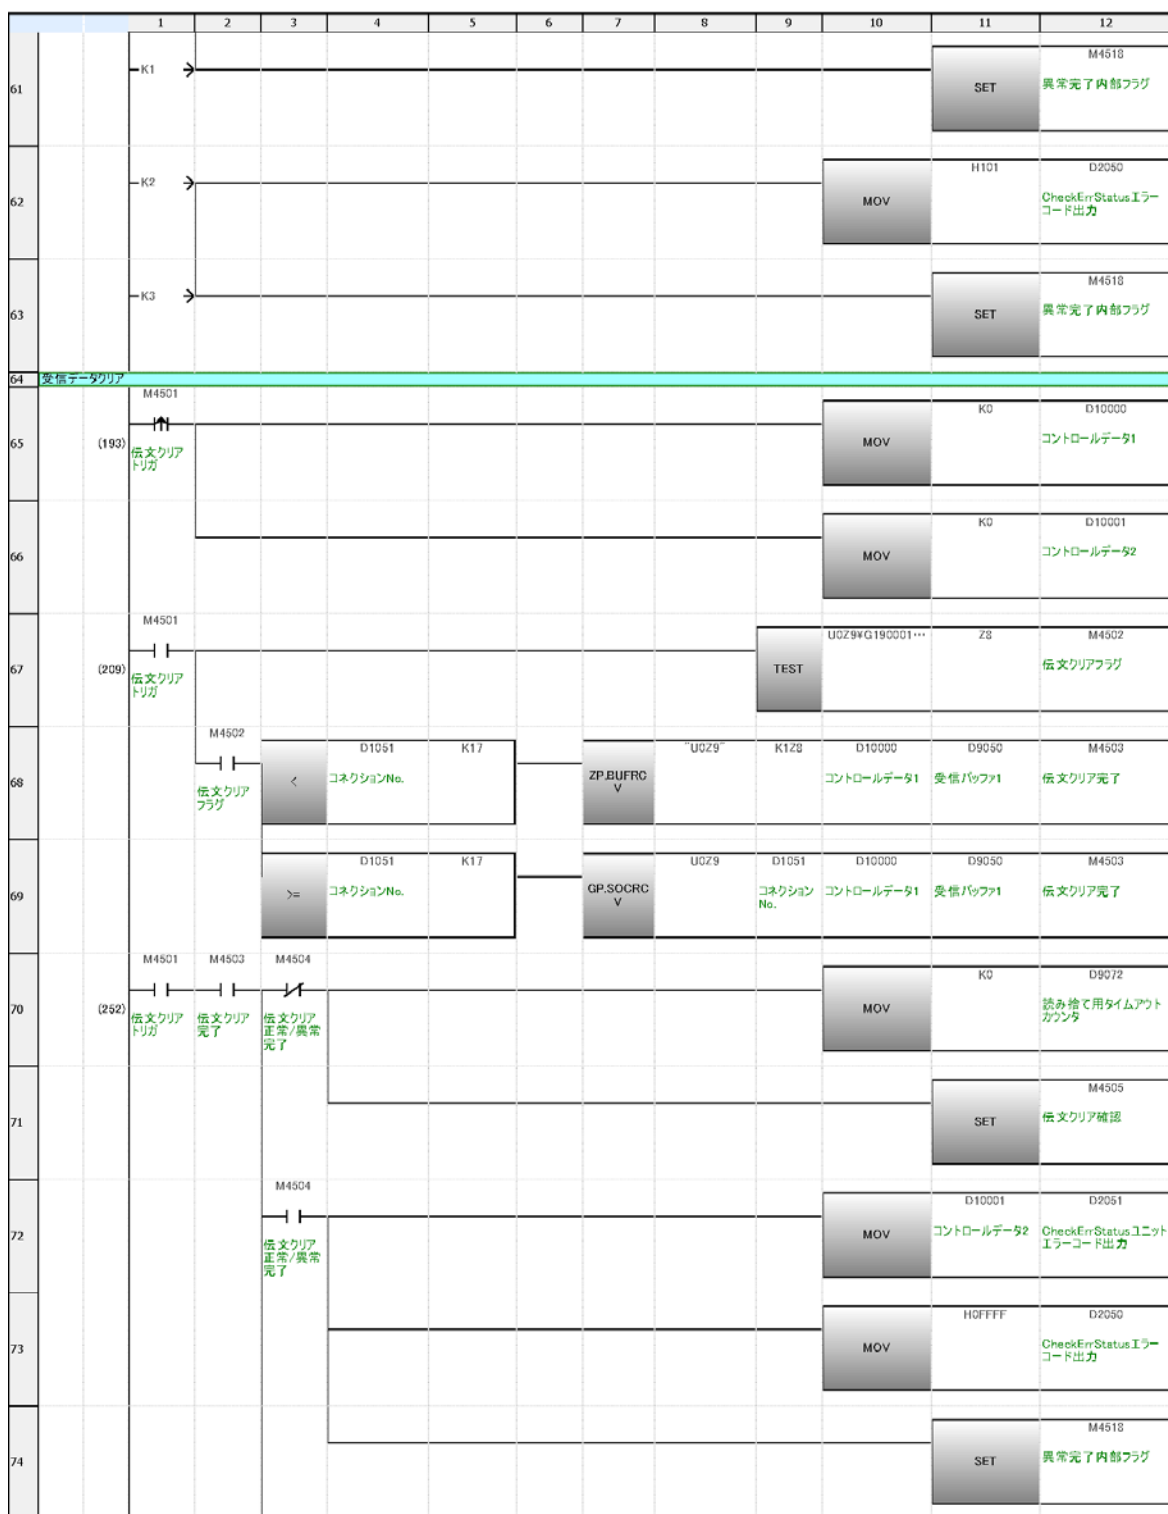 1 2 3 4 5 6 7 8 9 10 11 12
61 K1 SET M4518
異常完了内部フラグ
62 K2 MOV H101 D2050
CheckErrStatusエラー
コード出力
63 K3 SET M4518
異常完了内部フラグ
64 受信データクリア
M4501
65 (193) MOV K0 D10000
伝文クリア
トリガ
コントロールデータ1
66 MOV K0 D10001
コントロールデータ2
M4501
67 (209) TEST U0Z9¥G190001… Z8 M4502
伝文クリア
トリガ
伝文クリアフラグ
M4502
68 < D1051 K17 ZP.BUFRC
V "U0Z9" K1Z8 D10000 D9050 M4503
伝文クリア
フラグ
コネクションNo. コントロールデータ1 受信バッファ1 伝文クリア完了
69 >= D1051 K17 GP.SOCRC
V U0Z9 D1051 D10000 D9050 M4503
コネクションNo. コネクション
No. コントロールデータ1 受信バッファ1 伝文クリア完了
M4501 M4503 M4504
70 (252) MOV K0 D9072
伝文クリア
トリガ
伝文クリア
完了
伝文クリア
正常/異常
完了
読み捨て用タイムアウト
カウンタ
71 SET M4505
伝文クリア確認
M4504
72 MOV D10001 D2051
伝文クリア
正常/異常
完了
コントロールデータ2 CheckErrStatusユニット
エラーコード出力
73 MOV H0FFFF D2050
CheckErrStatusエラー
コード出力
74 SET M4518
異常完了内部フラグ